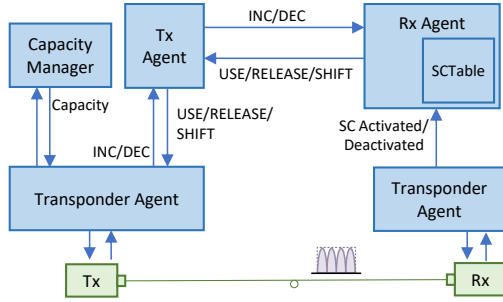 INC/DEC
Capacity
Manager
Tx
Agent
Rx Agent
SCTable
USE/RELEASE/SHIFT
Capacity
USE/RELEASE/
SHIFT
INC/DEC
SC Activated/
Deactivated
Transponder Agent
Transponder
Agent
Tx
Rx